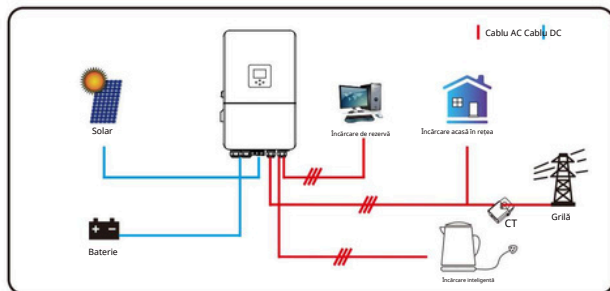 Cablu AC Cablu DC
Solar
Încărcare de rezervă
Încărcare acasă în rețea
Baterie
CT
Grilă
Încărcare inteligentă